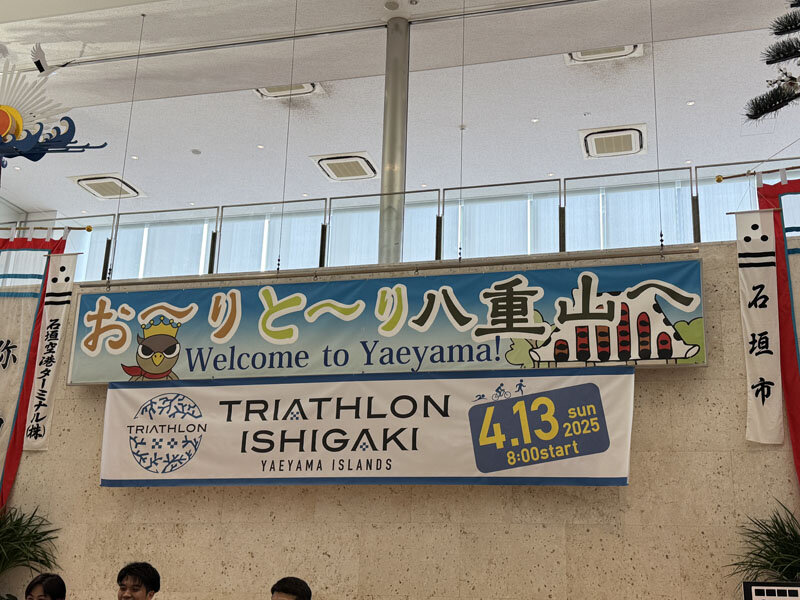 お〜りと〜り八重山へ
Welcome to Yaeyama!
TRIATHLON
TRIATHLON
ISHIGAKI
YAEYAMA ISLANDS
4.13 sun
2025
8:00start
石垣空港ターミナル(株)
石垣市
弥